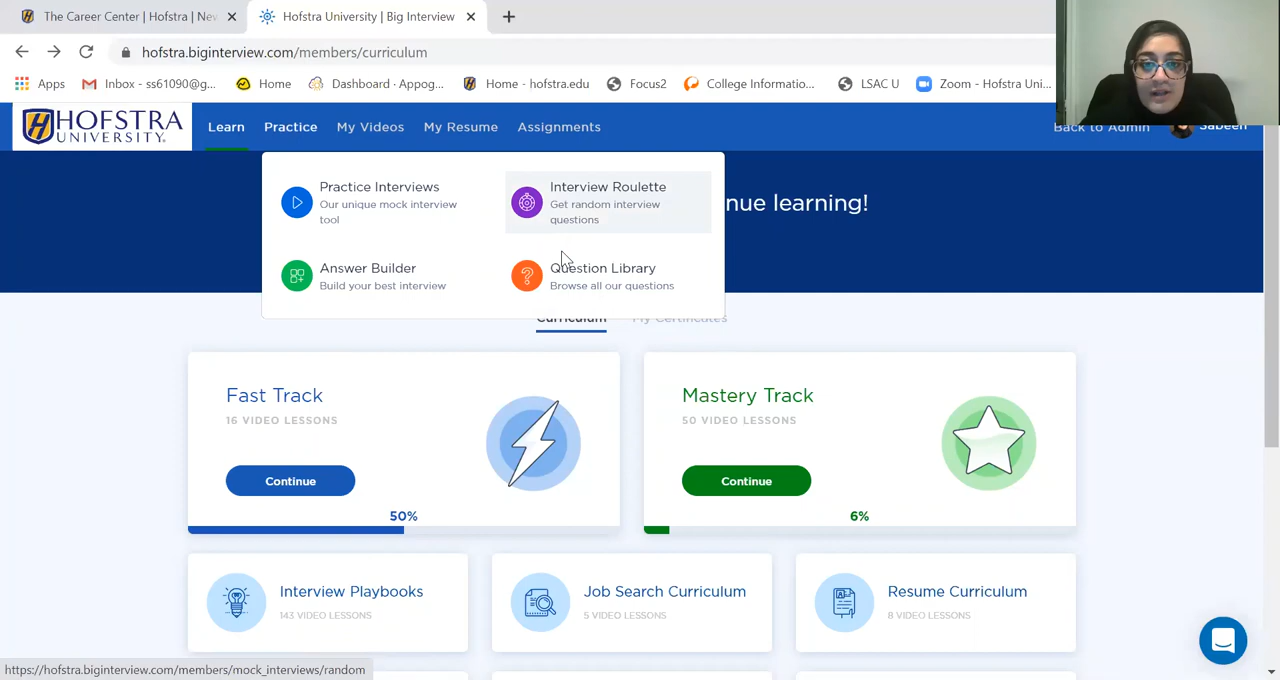 The Career Center | Hofstra | Nev
Hofstra University | Big Interview
hofstra.biginterview.com/members/curriculum
Apps
Inbox - ss61090@g...
Home
Dashboard · Appog...
Home - hofstra.edu
Focus2
College Informatio...
LSAC U
Zoom - Hofstra Uni...
HOFSTRA
UNIVERSITY
Learn
Practice
My Videos
My Resume
Assignments
Back to Admin
Sabeen
Practice Interviews
Our unique mock interview
tool
Interview Roulette
Get random interview
questions
nue learning!
Answer Builder
Build your best interview
Question Library
Browse all our questions
Curriculum
My Certificates
Fast Track
16 VIDEO LESSONS
Continue
50%
Mastery Track
50 VIDEO LESSONS
Continue
6%
Interview Playbooks
143 VIDEO LESSONS
Job Search Curriculum
5 VIDEO LESSONS
Resume Curriculum
8 VIDEO LESSONS
https://hofstra.biginterview.com/members/mock_interviews/random